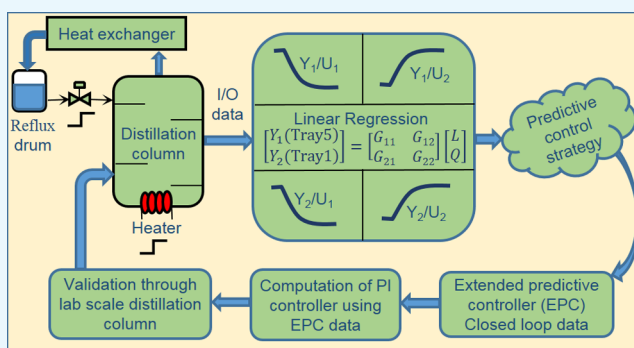 Heat exchanger
Reflux
drum
Distillation
column
Heater
I/O
data
Y₁/U₁
Y₁/U₂
Linear Regression
[Y₁(Tray5)
Y₂(Tray1)] = [G₁₁ G₁₂
G₂₁ G₂₂] [L
Q]
Y₂/U₁
Y₂/U₂
Predictive
control
strategy
Extended predictive
controller (EPC)
Closed loop data
Computation of PI
controller using
EPC data
Validation through
lab scale distillation
column